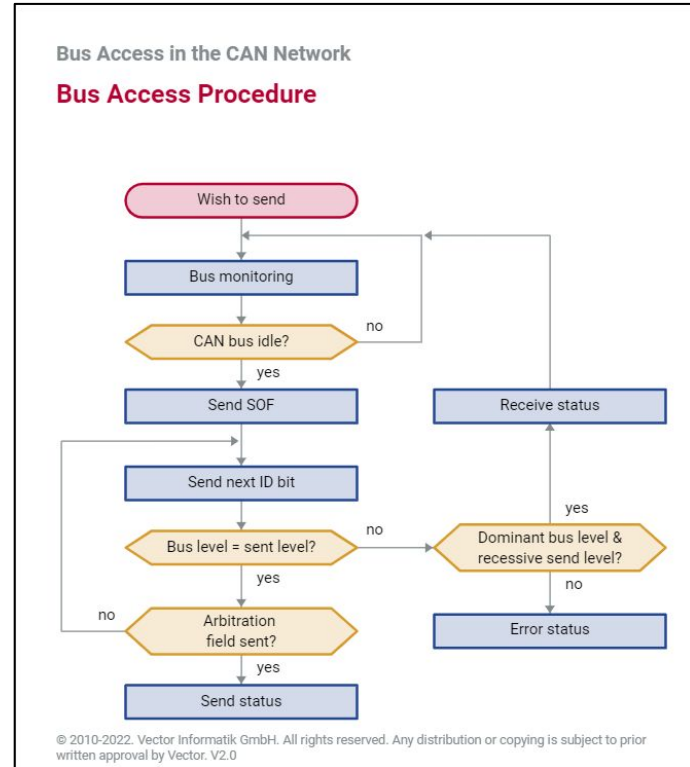 Bus Access in the CAN Network
Bus Access Procedure
Wish to send
Bus monitoring
CAN bus idle?
no
yes
Send SOF
Receive status
Send next ID bit
yes
Bus level = sent level?
no
Dominant bus level &
recessive send level?
yes
no
no
Arbitration
field sent?
Error status
yes
Send status
© 2010-2022. Vector Informatik GmbH. All rights reserved. Any distribution or copying is subject to prior
written approval by Vector. V2.0